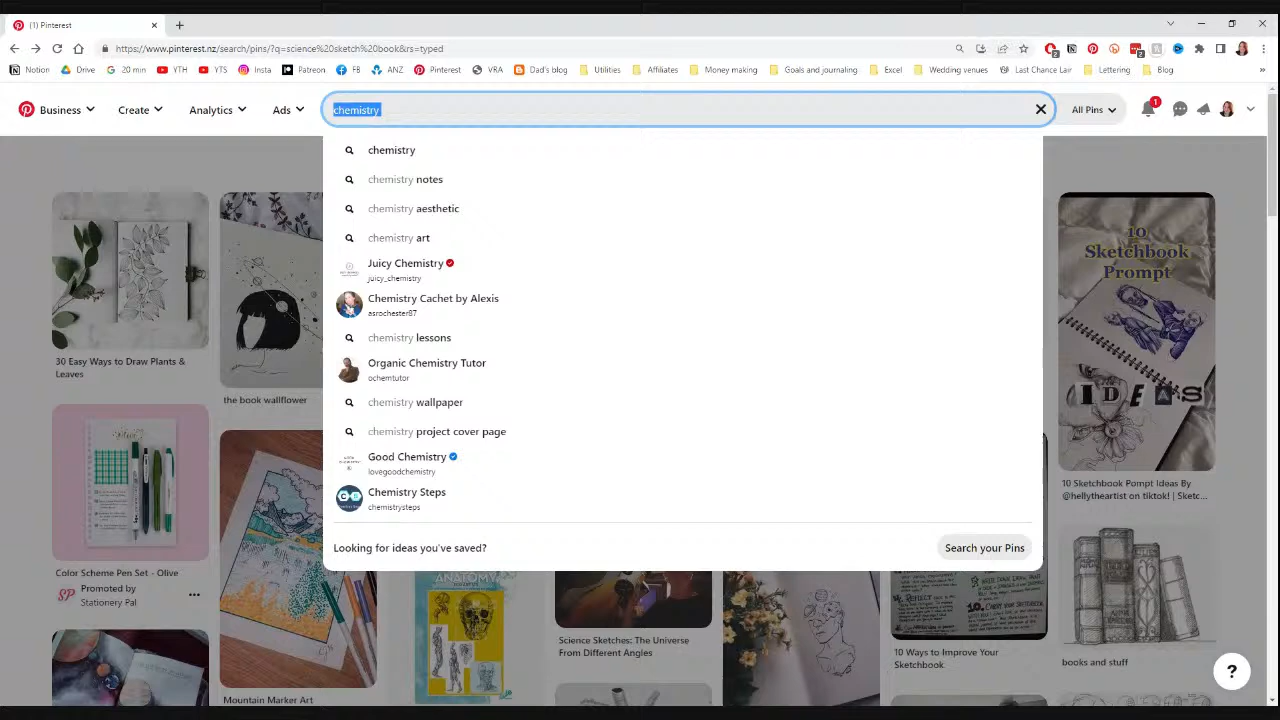 (1) Pinterest
https://www.pinterest.nz/search/pins/?q=science%20sketch%20book&rs=typed
Notion Drive 20 min YTH YTS Insta Patreon FB ANZ Pinterest VRA Dad's blog Utilities Affiliates Money making Goals and journaling Excel Wedding venues Last Chance Lair Lettering Blog
Business Create Analytics Ads chemistry All Pins 1
chemistry
chemistry notes
chemistry aesthetic
chemistry art
Juicy Chemistry
juicy_chemistry
Chemistry Cachet by Alexis
asrochester87
chemistry lessons
Organic Chemistry Tutor
ochemtutor
chemistry wallpaper
chemistry project cover page
Good Chemistry
lovegoodchemistry
Chemistry Steps
chemistrysteps
Looking for ideas you've saved? Search your Pins
30 Easy Ways to Draw Plants &
Leaves
the book wallflower
10
Sketchbook
Prompt
IDEAS
10 Sketchbook Pompt Ideas By
@hellytheartist on tiktok! | Sketc...
Color Scheme Pen Set - Olive
SP Promoted by
Stationery Pal
Mountain Marker Art
ANATOMY
Science Sketches: The Universe
From Different Angles
10 Ways to Improve Your
Sketchbook
books and stuff
?